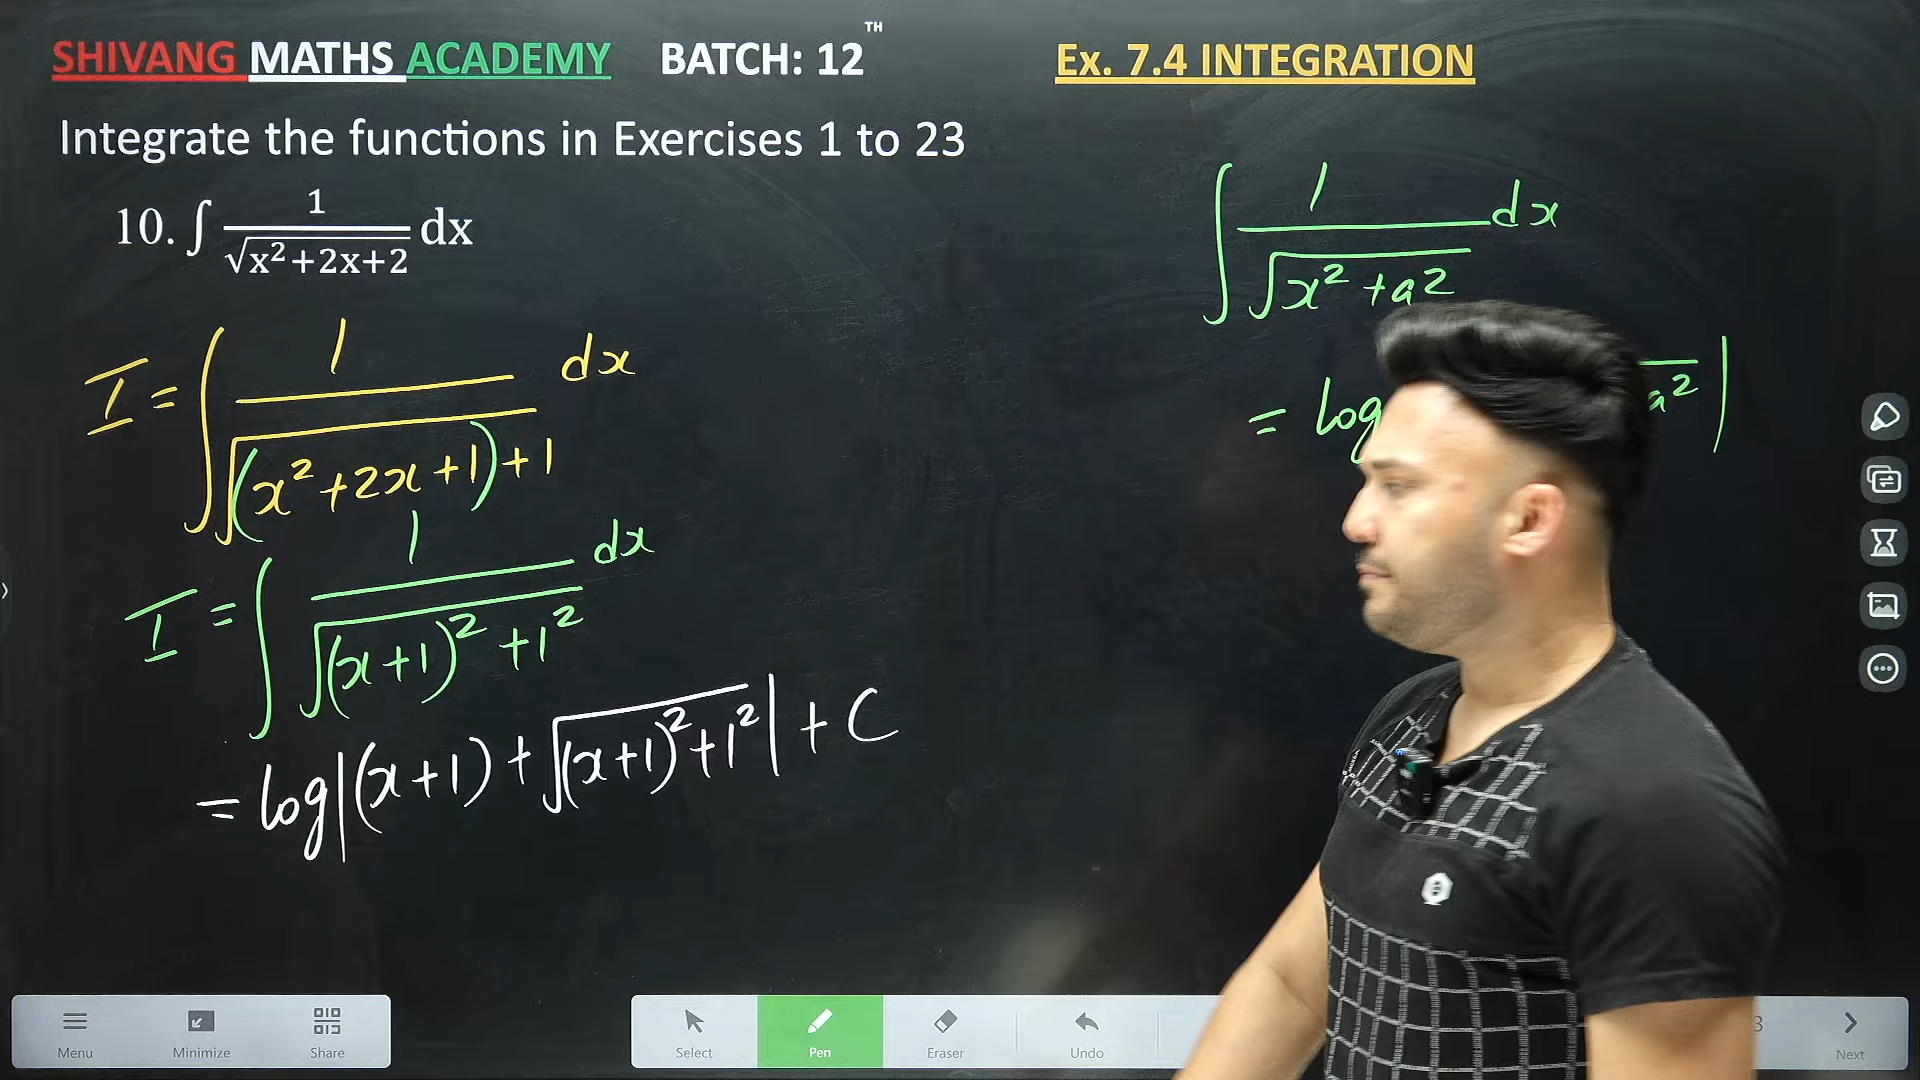 SHIVANG MATHS ACADEMY BATCH: 12TH Ex. 7.4 INTEGRATION
Integrate the functions in Exercises 1 to 23
10. ∫ 1/√(x²+2x+2) dx
I = ∫ 1/√((x²+2x+1)+1) dx
I = ∫ 1/√((x+1)²+1²) dx
= log|(x+1)+√((x+1)²+1²)|+C
∫ 1/√(x²+a²) dx
= log a²|
Menu Minimize Share Select Pen Eraser Undo 3 Next